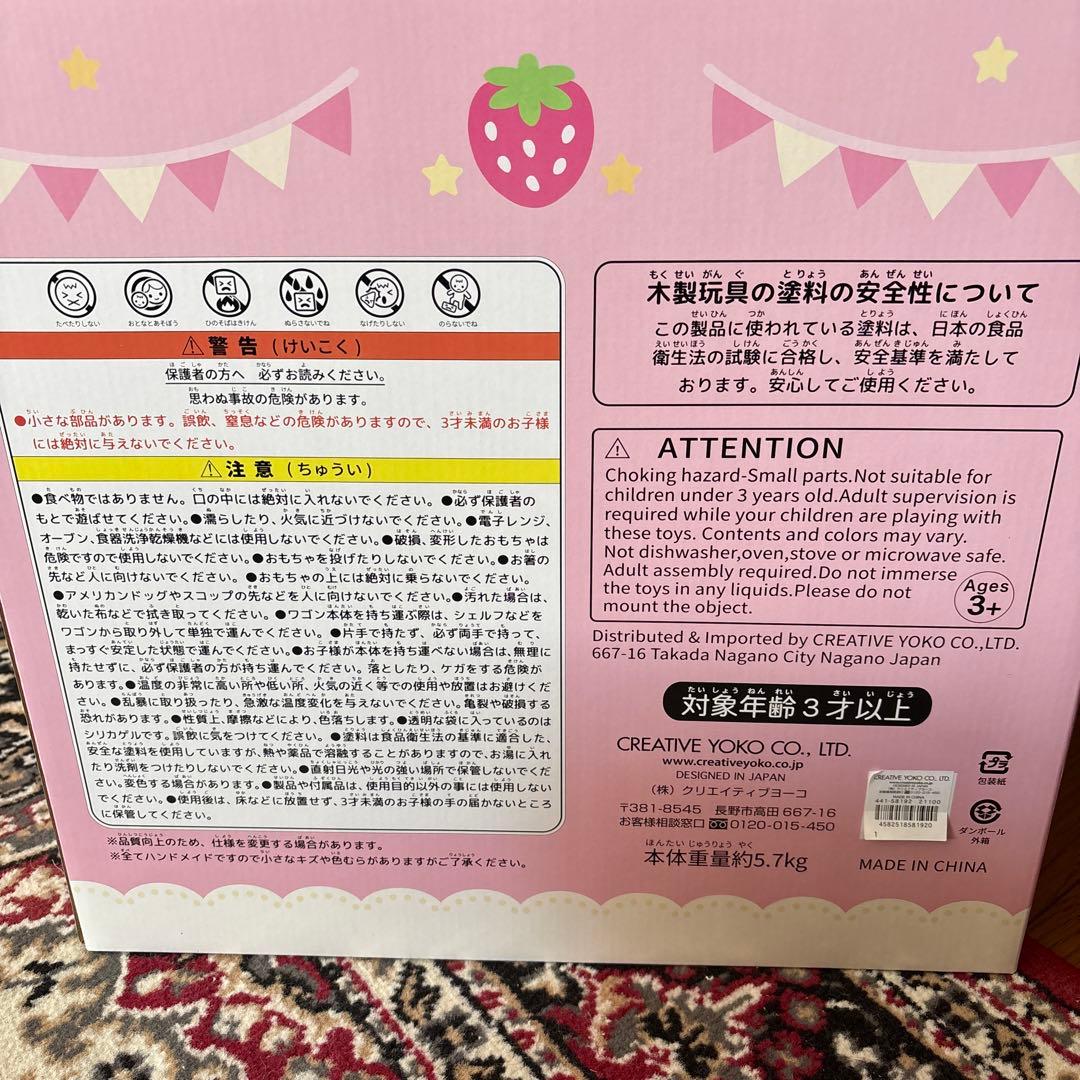 たべたりしない
おとなとあそぼう
ひのそばはきけん
ぬらさないでね
なげたりしない
のらないでね
⚠警告(けいこく)
保護者の方へ 必ずお読みください。
思わぬ事故の危険があります。
●小さな部品があります。誤飲、窒息などの危険がありますので、3才未満のお子様
には絶対に与えないでください。
⚠注意(ちゅうい)
●食べ物ではありません。口の中には絶対に入れないでください。●必ず保護者の
もとで遊ばせてください。●濡らしたり、火気に近づけないでください。●電子レンジ、
オーブン、食器洗浄乾燥機などには使用しないでください。●破損、変形したおもちゃは
危険ですので使用しないでください。●おもちゃを投げたりしないでください。●お箸の
先など人に向けないでください。●おもちゃの上には絶対に乗らないでください。
●アメリカンドッグやスコップの先などを人に向けないでください。●汚れた場合は、
乾いた布などで拭き取ってください。●ワゴン本体を持ち運ぶ際は、シェルフなどを
ワゴンから取り外して単独で運んでください。●片手で持たず、必ず両手で持って、
まっすぐ安定した状態で運んでください。●お子様が本体を持ち運べない場合は、無理に
持たせずに、必ず保護者の方が持ち運んでください。落としたり、ケガをする危険が
あります。●温度の非常に高い所や低い所、火気の近く等での使用や放置はお避けくだ
さい。●乱暴に取り扱ったり、急激な温度変化を与えないでください。亀裂や破損する
恐れがあります。●性質上、摩擦などにより、色落ちします。●透明な袋に入っているのは
シリカゲルです。誤飲に気をつけてください。●塗料は食品衛生法の基準に適合した、
安全な塗料を使用していますが、熱や薬品で溶融することがありますので、お湯に入れ
たり洗剤をつけたりしないでください。●直射日光や光の強い場所で保管しないでくださ
い。変色する場合があります。●製品や付属品は、使用目的以外の事には使用しない
でください。●使用後は、床などに放置せず、3才未満のお子様の手の届かないところ
に保管してください。
※品質向上のため、仕様を変更する場合があります。
※全てハンドメイドですので小さなキズや色むらがありますがご了承ください。
木製玩具の塗料の安全性について
この製品に使われている塗料は、日本の食品
衛生法の試験に合格し、安全基準を満たして
おります。安心してご使用ください。
⚠ ATTENTION
Choking hazard-Small parts.Not suitable for
children under 3 years old.Adult supervision is
required while your children are playing with
these toys. Contents and colors may vary.
Not dishwasher,oven,stove or microwave safe.
Adult assembly required.Do not immerse
the toys in any liquids.Please do not
mount the object.
Ages
3+
Distributed & Imported by CREATIVE YOKO CO.,LTD.
667-16 Takada Nagano City Nagano Japan
対象年齢3才以上
CREATIVE YOKO CO., LTD.
www.creativeyoko.co.jp
DESIGNED IN JAPAN
(株)クリエイティブヨーコ
〒381-8545 長野市高田667-16
お客様相談窓口 0120-015-450
本体重量約5.7kg
プラ
包装紙
ダンボール
外箱
CREATIVE YOKO CO., LTD.
441-58192 21100
4582518581920
1
MADE IN CHINA